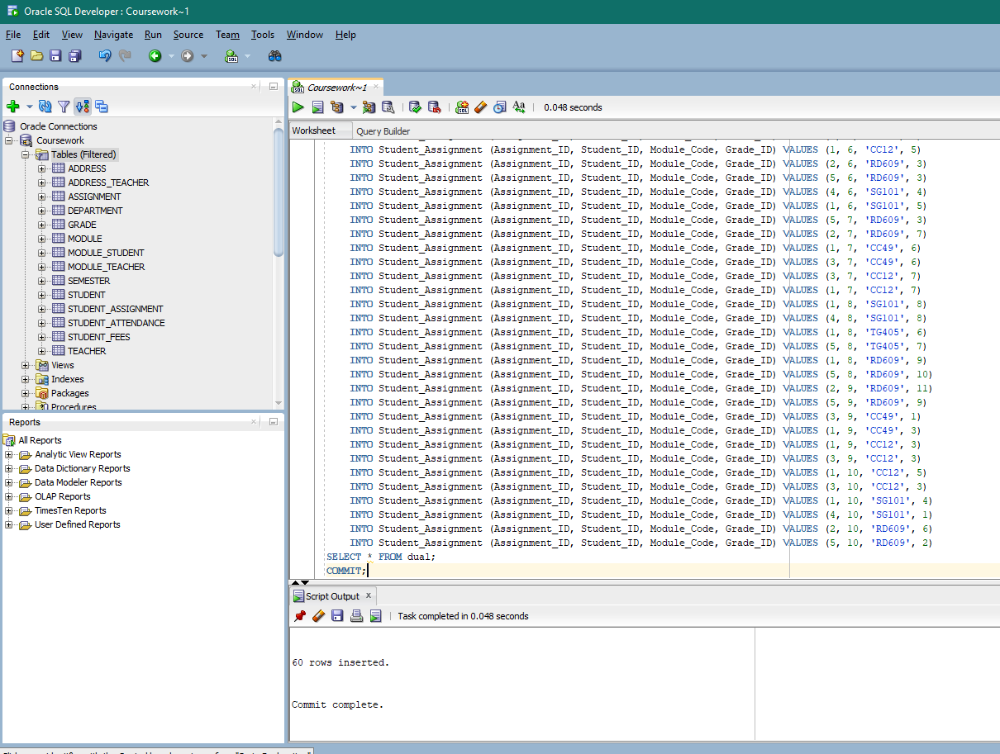 Oracle SQL Developer : Coursework~1
File Edit View Navigate Run Source Team Tools Window Help
Connections
Oracle Connections
Coursework
Tables (Filtered)
ADDRESS
ADDRESS_TEACHER
ASSIGNMENT
DEPARTMENT
GRADE
MODULE
MODULE_STUDENT
MODULE_TEACHER
SEMESTER
STUDENT
STUDENT_ASSIGNMENT
STUDENT_ATTENDANCE
STUDENT_FEES
TEACHER
Views
Indexes
Packages
Procedures
Reports
All Reports
Analytic View Reports
Data Dictionary Reports
Data Modeler Reports
OLAP Reports
TimesTen Reports
User Defined Reports
Coursework~1
SQL
0.048 seconds
Worksheet Query Builder
INTO Student_Assignment (Assignment_ID, Student_ID, Module_Code, Grade_ID) VALUES (1, 6, 'CC12', 5)
INTO Student_Assignment (Assignment_ID, Student_ID, Module_Code, Grade_ID) VALUES (2, 6, 'RD609', 3)
INTO Student_Assignment (Assignment_ID, Student_ID, Module_Code, Grade_ID) VALUES (5, 6, 'RD609', 3)
INTO Student_Assignment (Assignment_ID, Student_ID, Module_Code, Grade_ID) VALUES (4, 6, 'SG101', 4)
INTO Student_Assignment (Assignment_ID, Student_ID, Module_Code, Grade_ID) VALUES (1, 6, 'SG101', 5)
INTO Student_Assignment (Assignment_ID, Student_ID, Module_Code, Grade_ID) VALUES (5, 7, 'RD609', 3)
INTO Student_Assignment (Assignment_ID, Student_ID, Module_Code, Grade_ID) VALUES (2, 7, 'RD609', 7)
INTO Student_Assignment (Assignment_ID, Student_ID, Module_Code, Grade_ID) VALUES (1, 7, 'CC49', 6)
INTO Student_Assignment (Assignment_ID, Student_ID, Module_Code, Grade_ID) VALUES (3, 7, 'CC49', 6)
INTO Student_Assignment (Assignment_ID, Student_ID, Module_Code, Grade_ID) VALUES (3, 7, 'CC12', 7)
INTO Student_Assignment (Assignment_ID, Student_ID, Module_Code, Grade_ID) VALUES (1, 7, 'CC12', 7)
INTO Student_Assignment (Assignment_ID, Student_ID, Module_Code, Grade_ID) VALUES (1, 8, 'SG101', 8)
INTO Student_Assignment (Assignment_ID, Student_ID, Module_Code, Grade_ID) VALUES (4, 8, 'SG101', 8)
INTO Student_Assignment (Assignment_ID, Student_ID, Module_Code, Grade_ID) VALUES (1, 8, 'TG405', 6)
INTO Student_Assignment (Assignment_ID, Student_ID, Module_Code, Grade_ID) VALUES (5, 8, 'TG405', 7)
INTO Student_Assignment (Assignment_ID, Student_ID, Module_Code, Grade_ID) VALUES (1, 8, 'RD609', 9)
INTO Student_Assignment (Assignment_ID, Student_ID, Module_Code, Grade_ID) VALUES (5, 8, 'RD609', 10)
INTO Student_Assignment (Assignment_ID, Student_ID, Module_Code, Grade_ID) VALUES (2, 9, 'RD609', 11)
INTO Student_Assignment (Assignment_ID, Student_ID, Module_Code, Grade_ID) VALUES (5, 9, 'RD609', 9)
INTO Student_Assignment (Assignment_ID, Student_ID, Module_Code, Grade_ID) VALUES (3, 9, 'CC49', 1)
INTO Student_Assignment (Assignment_ID, Student_ID, Module_Code, Grade_ID) VALUES (1, 9, 'CC49', 3)
INTO Student_Assignment (Assignment_ID, Student_ID, Module_Code, Grade_ID) VALUES (1, 9, 'CC12', 3)
INTO Student_Assignment (Assignment_ID, Student_ID, Module_Code, Grade_ID) VALUES (3, 9, 'CC12', 3)
INTO Student_Assignment (Assignment_ID, Student_ID, Module_Code, Grade_ID) VALUES (1, 10, 'CC12', 5)
INTO Student_Assignment (Assignment_ID, Student_ID, Module_Code, Grade_ID) VALUES (3, 10, 'CC12', 3)
INTO Student_Assignment (Assignment_ID, Student_ID, Module_Code, Grade_ID) VALUES (1, 10, 'SG101', 4)
INTO Student_Assignment (Assignment_ID, Student_ID, Module_Code, Grade_ID) VALUES (4, 10, 'SG101', 1)
INTO Student_Assignment (Assignment_ID, Student_ID, Module_Code, Grade_ID) VALUES (2, 10, 'RD609', 6)
INTO Student_Assignment (Assignment_ID, Student_ID, Module_Code, Grade_ID) VALUES (5, 10, 'RD609', 2)
SELECT * FROM dual;
COMMIT;
Script Output
Task completed in 0.048 seconds
60 rows inserted.
Commit complete.